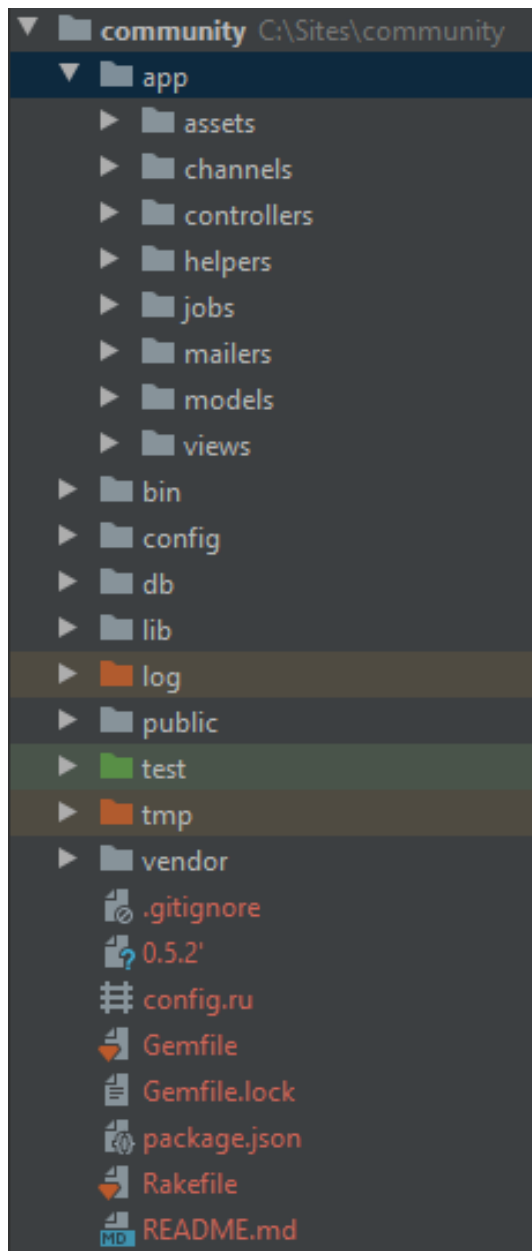 community C:\Sites\community
app
assets
channels
controllers
helpers
jobs
mailers
models
views
bin
config
db
lib
log
public
test
tmp
vendor
.gitignore
0.5.2'
config.ru
Gemfile
Gemfile.lock
package.json
Rakefile
MD README.md